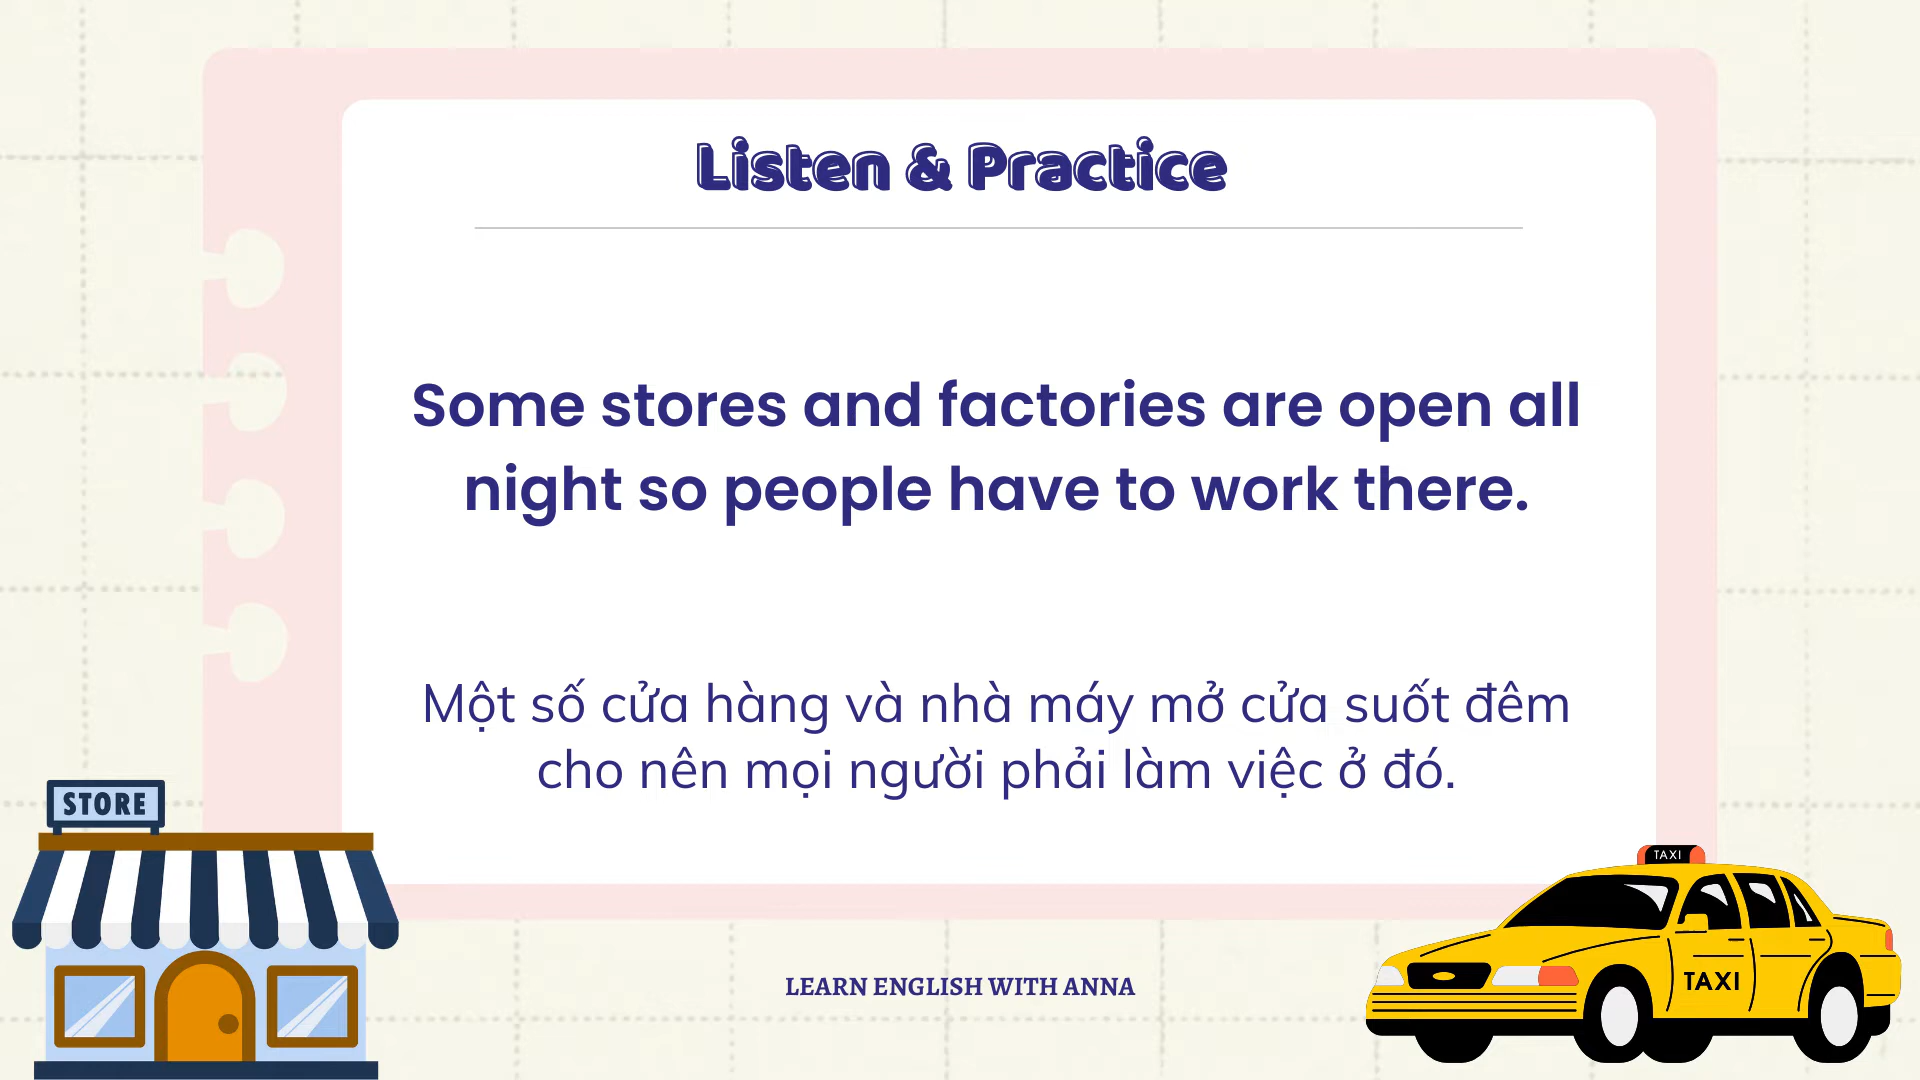 Listen & Practice
Some stores and factories are open all
night so people have to work there.
Một số cửa hàng và nhà máy mở cửa suốt đêm
cho nên mọi người phải làm việc ở đó.
STORE
TAXI
TAXI
LEARN ENGLISH WITH ANNA